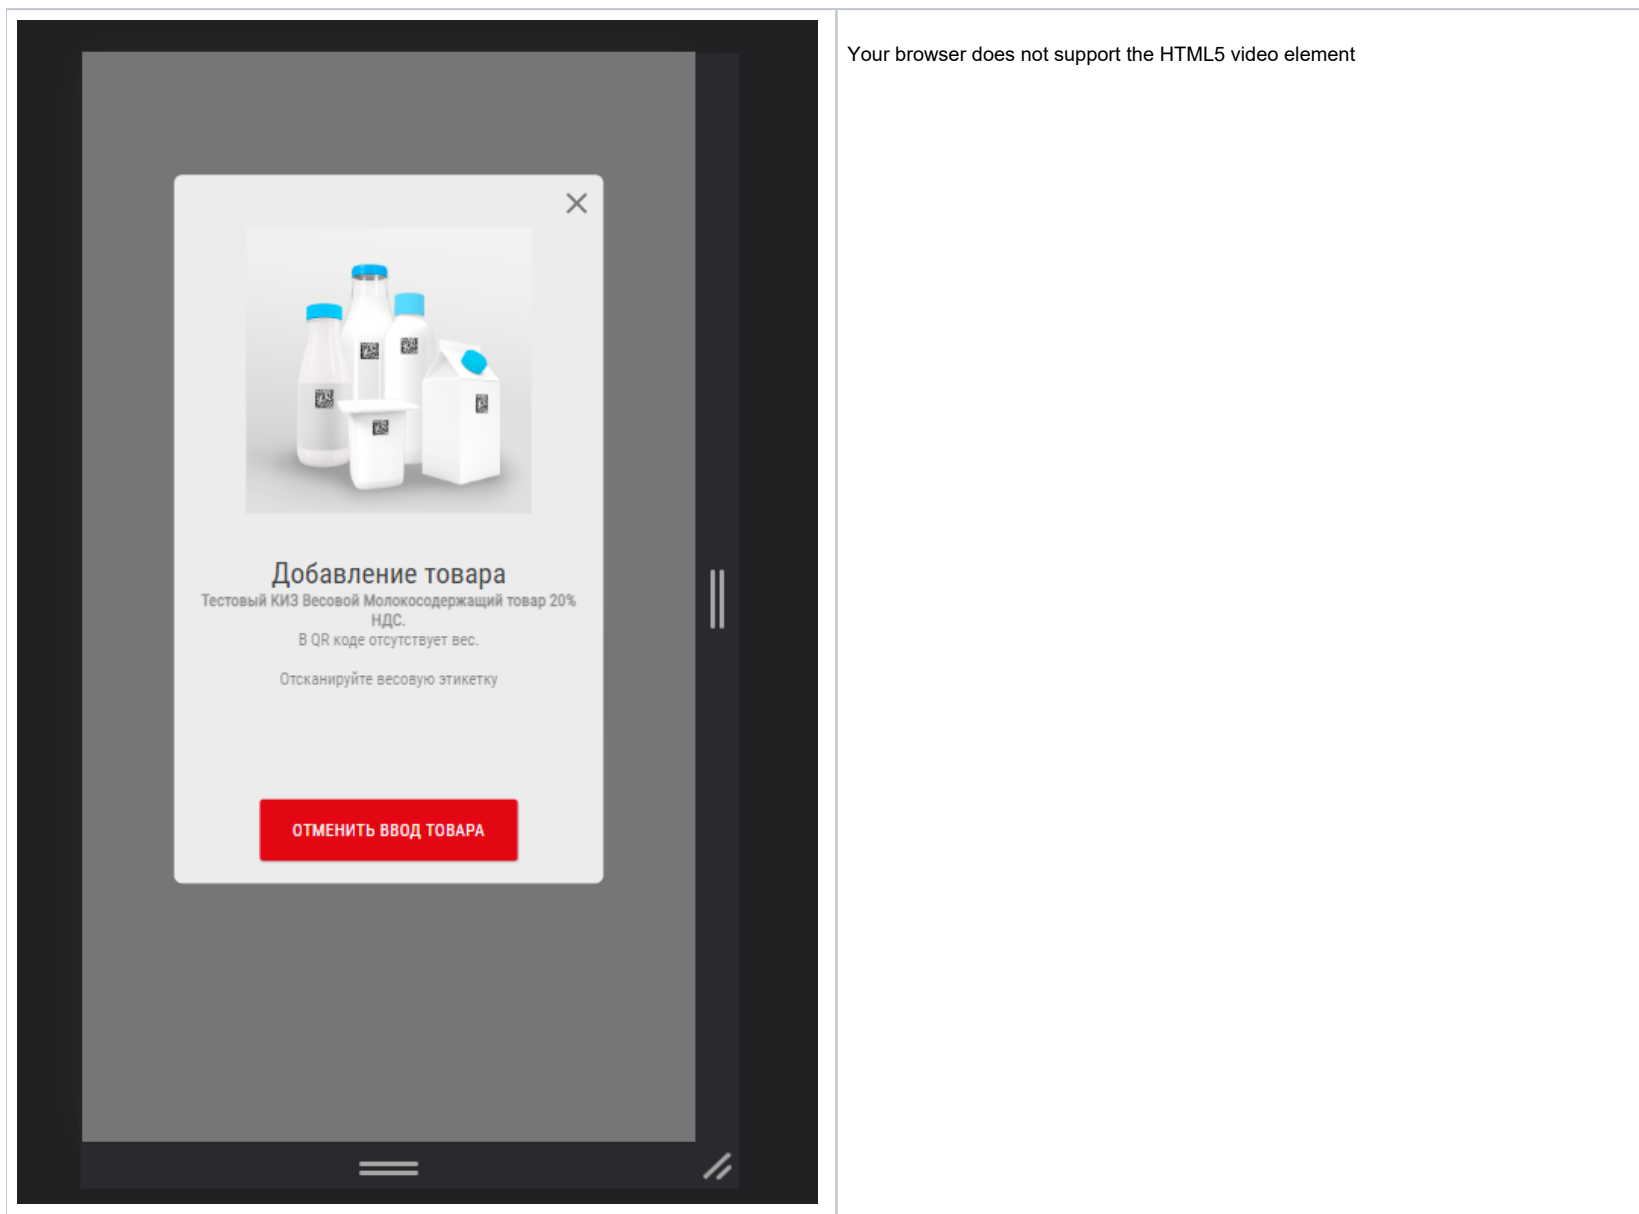 Добавление товара
Тестовый КИЗ Весовой Молокосодержащий товар 20%
НДС.
В QR коде отсутствует вес.
Отсканируйте весовую этикетку
ОТМЕНИТЬ ВВОД ТОВАРА
Your browser does not support the HTML5 video element